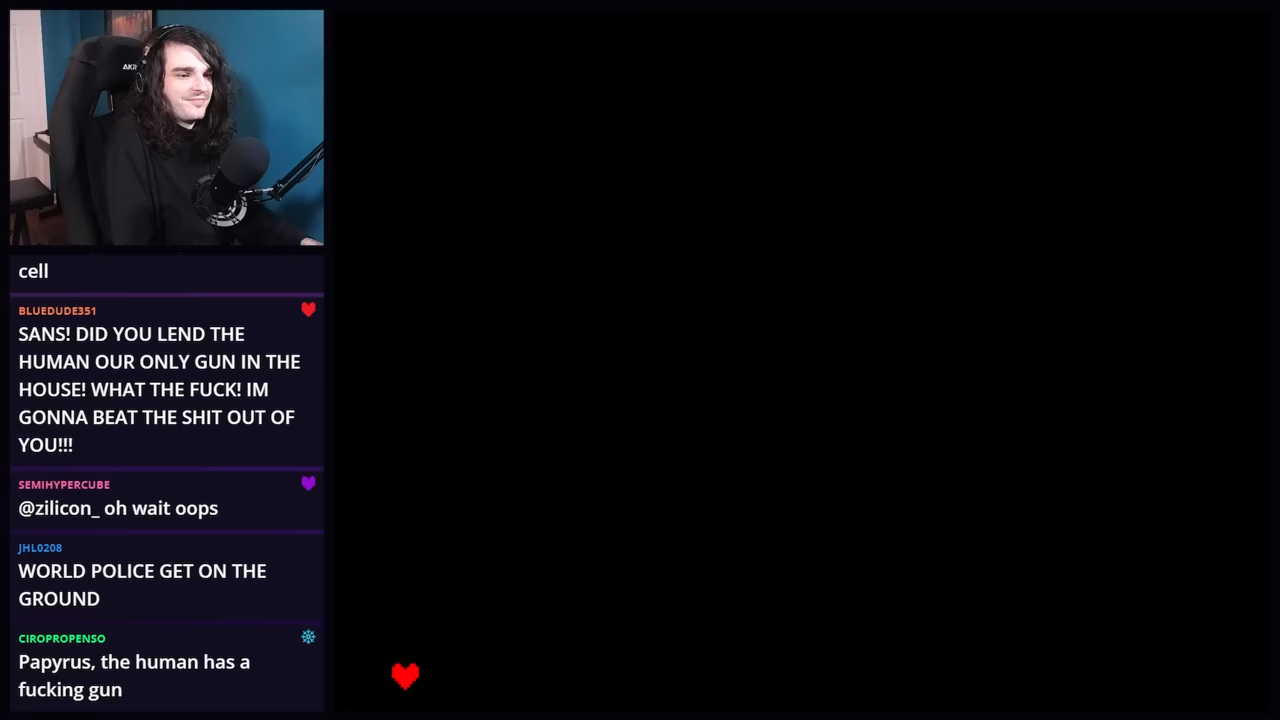 AKR
cell
BLUEDUDE351
SANS! DID YOU LEND THE
HUMAN OUR ONLY GUN IN THE
HOUSE! WHAT THE FUCK! IM
GONNA BEAT THE SHIT OUT OF
YOU!!!
SEMIHYPERCUBE
@zilicon_ oh wait oops
JHL0208
WORLD POLICE GET ON THE
GROUND
CIROPROPENSO
Papyrus, the human has a
fucking gun